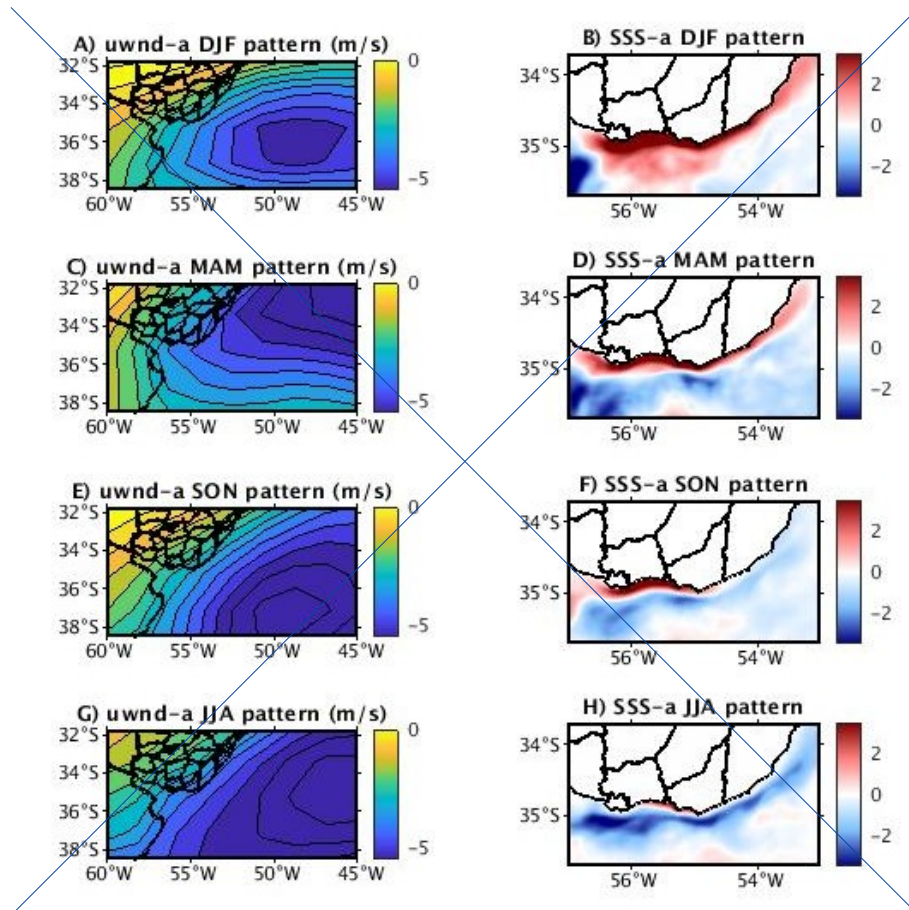 A) uwnd-a DJF pattern (m/s)
32°S
34°S
36°S
38°S
60°W 55°W 50°W 45°W
0
-5
B) SSS-a DJF pattern
34°S
35°S
56°W 54°W
2
0
-2
C) uwnd-a MAM pattern (m/s)
32°S
34°S
36°S
38°S
60°W 55°W 50°W 45°W
0
-5
D) SSS-a MAM pattern
34°S
35°S
56°W 54°W
2
0
-2
E) uwnd-a SON pattern (m/s)
32°S
34°S
36°S
38°S
60°W 55°W 50°W 45°W
0
-5
F) SSS-a SON pattern
34°S
35°S
56°W 54°W
2
0
-2
G) uwnd-a JJA pattern (m/s)
32°S
34°S
36°S
38°S
60°W 55°W 50°W 45°W
0
-5
H) SSS-a JJA pattern
34°S
35°S
56°W 54°W
2
0
-2